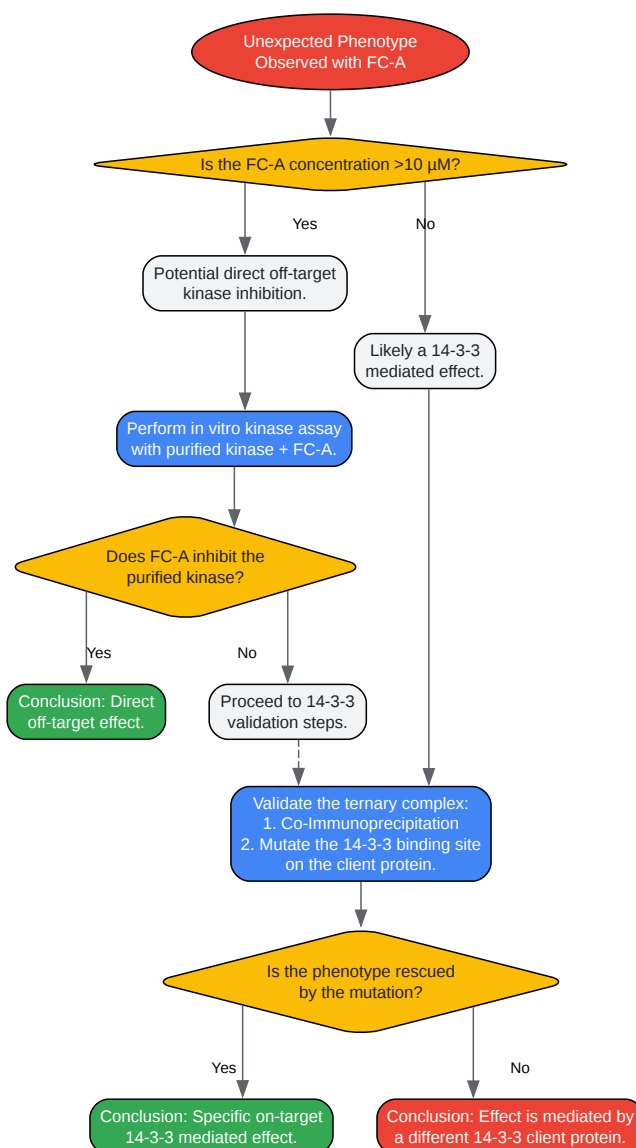 Unexpected Phenotype
Observed with FC-A
Is the FC-A concentration >10 µM?
Yes
No
Potential direct off-target
kinase inhibition.
Likely a 14-3-3
mediated effect.
Perform in vitro kinase assay
with purified kinase + FC-A.
Does FC-A inhibit the
purified kinase?
Yes
No
Conclusion: Direct
off-target effect.
Proceed to 14-3-3
validation steps.
Validate the ternary complex:
1. Co-Immunoprecipitation
2. Mutate the 14-3-3 binding site
on the client protein.
Is the phenotype rescued
by the mutation?
Yes
No
Conclusion: Specific on-target
14-3-3 mediated effect.
Conclusion: Effect is mediated by
a different 14-3-3 client protein